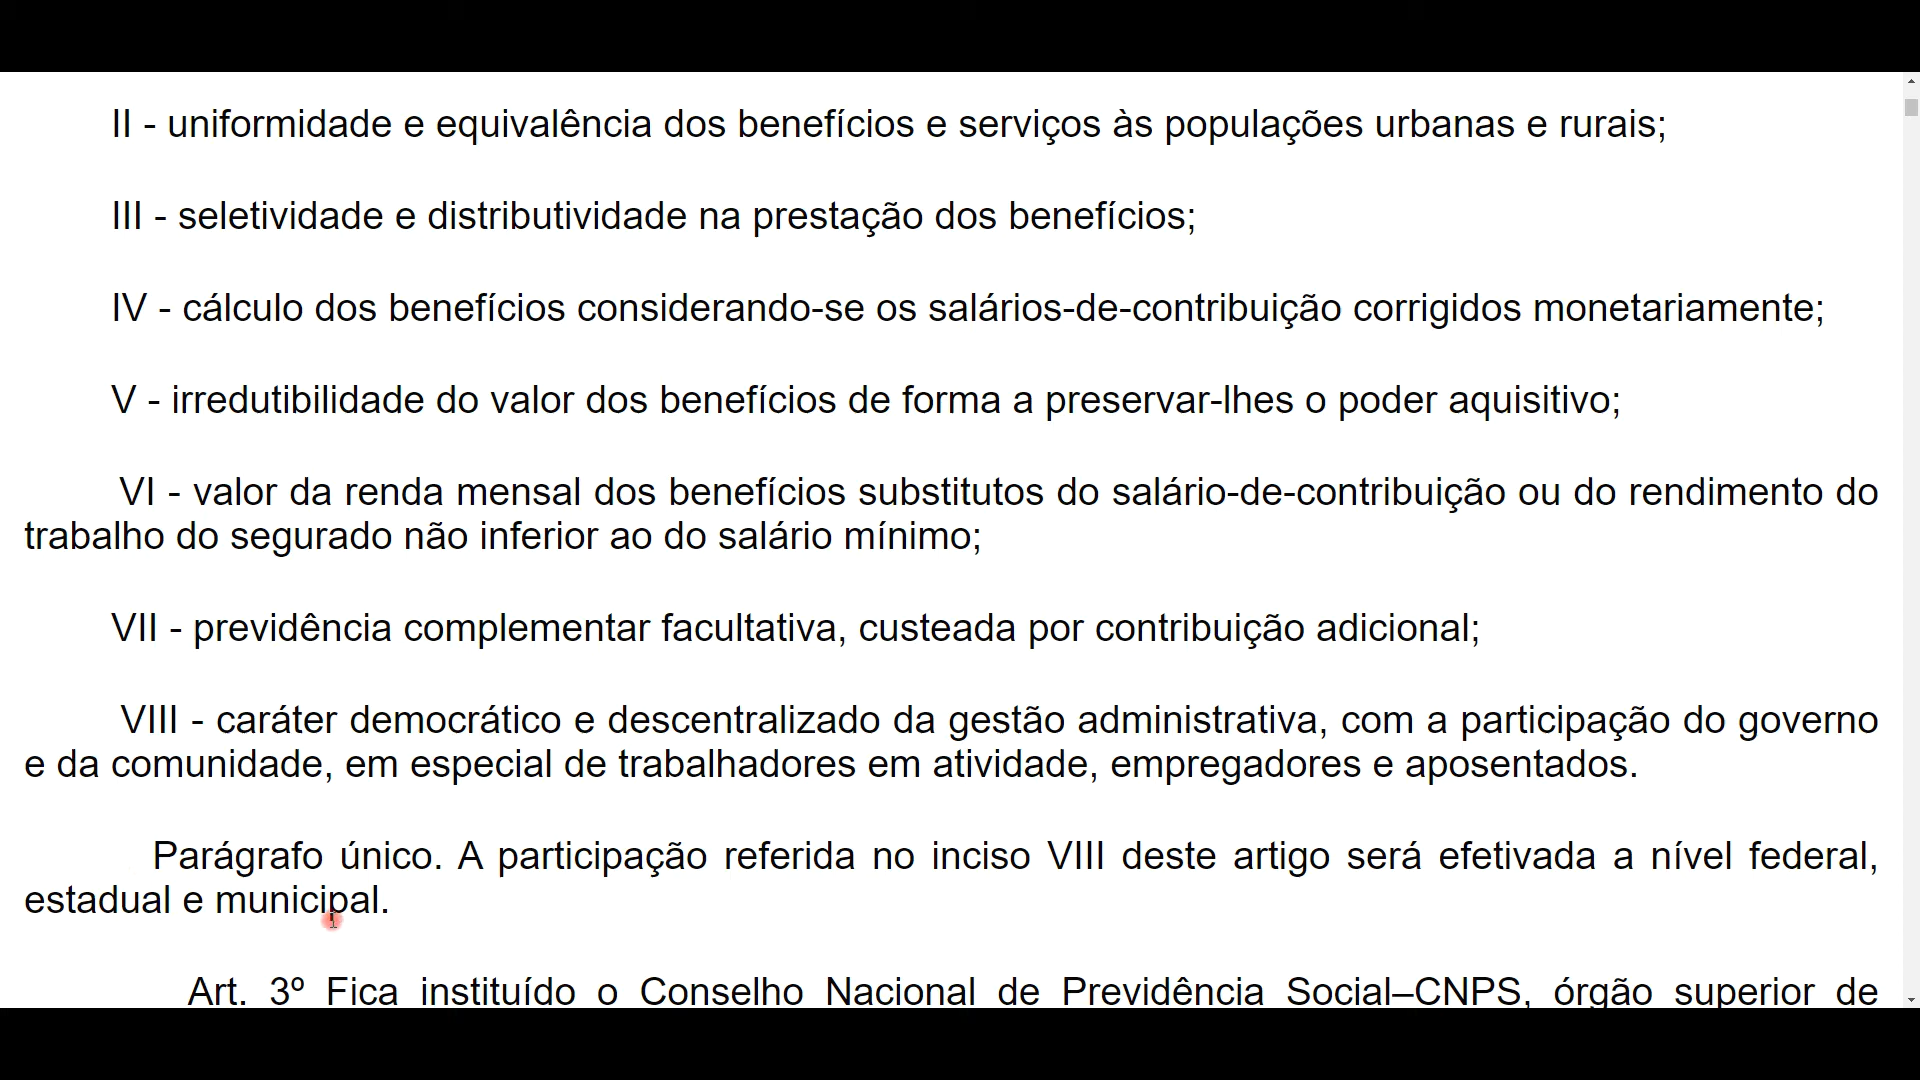 II - uniformidade e equivalência dos benefícios e serviços às populações urbanas e rurais;
III - seletividade e distributividade na prestação dos benefícios;
IV - cálculo dos benefícios considerando-se os salários-de-contribuição corrigidos monetariamente;
V - irredutibilidade do valor dos benefícios de forma a preservar-lhes o poder aquisitivo;
VI - valor da renda mensal dos benefícios substitutos do salário-de-contribuição ou do rendimento do
trabalho do segurado não inferior ao do salário mínimo;
VII - previdência complementar facultativa, custeada por contribuição adicional;
VIII - caráter democrático e descentralizado da gestão administrativa, com a participação do governo
e da comunidade, em especial de trabalhadores em atividade, empregadores e aposentados.
Parágrafo único. A participação referida no inciso VIII deste artigo será efetivada a nível federal,
estadual e municipal.
Art. 3º Fica instituído o Conselho Nacional de Previdência Social–CNPS, órgão superior de